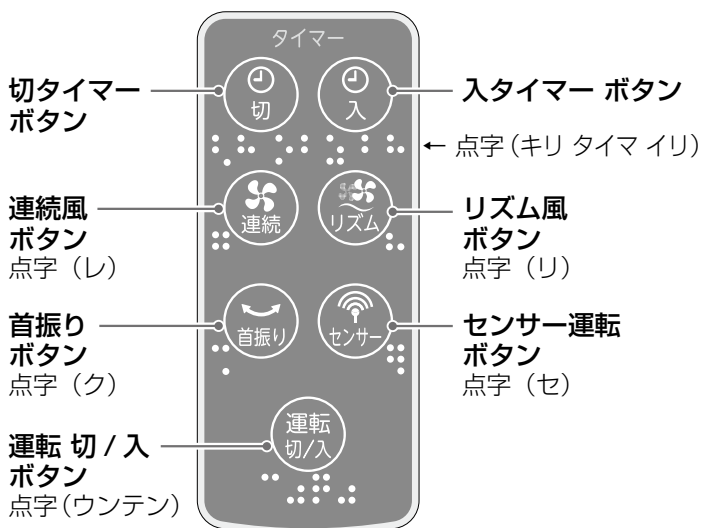 タイマー
切タイマー
ボタン
切
入
入タイマー ボタン
← 点字(キリ タイマ イリ)
連続風
ボタン
点字(レ)
連続
リズム
リズム風
ボタン
点字(リ)
首振り
ボタン
点字(ク)
首振り
センサー
センサー運転
ボタン
点字(セ)
運転 切/入
ボタン
点字(ウンテン)
運転
切/入